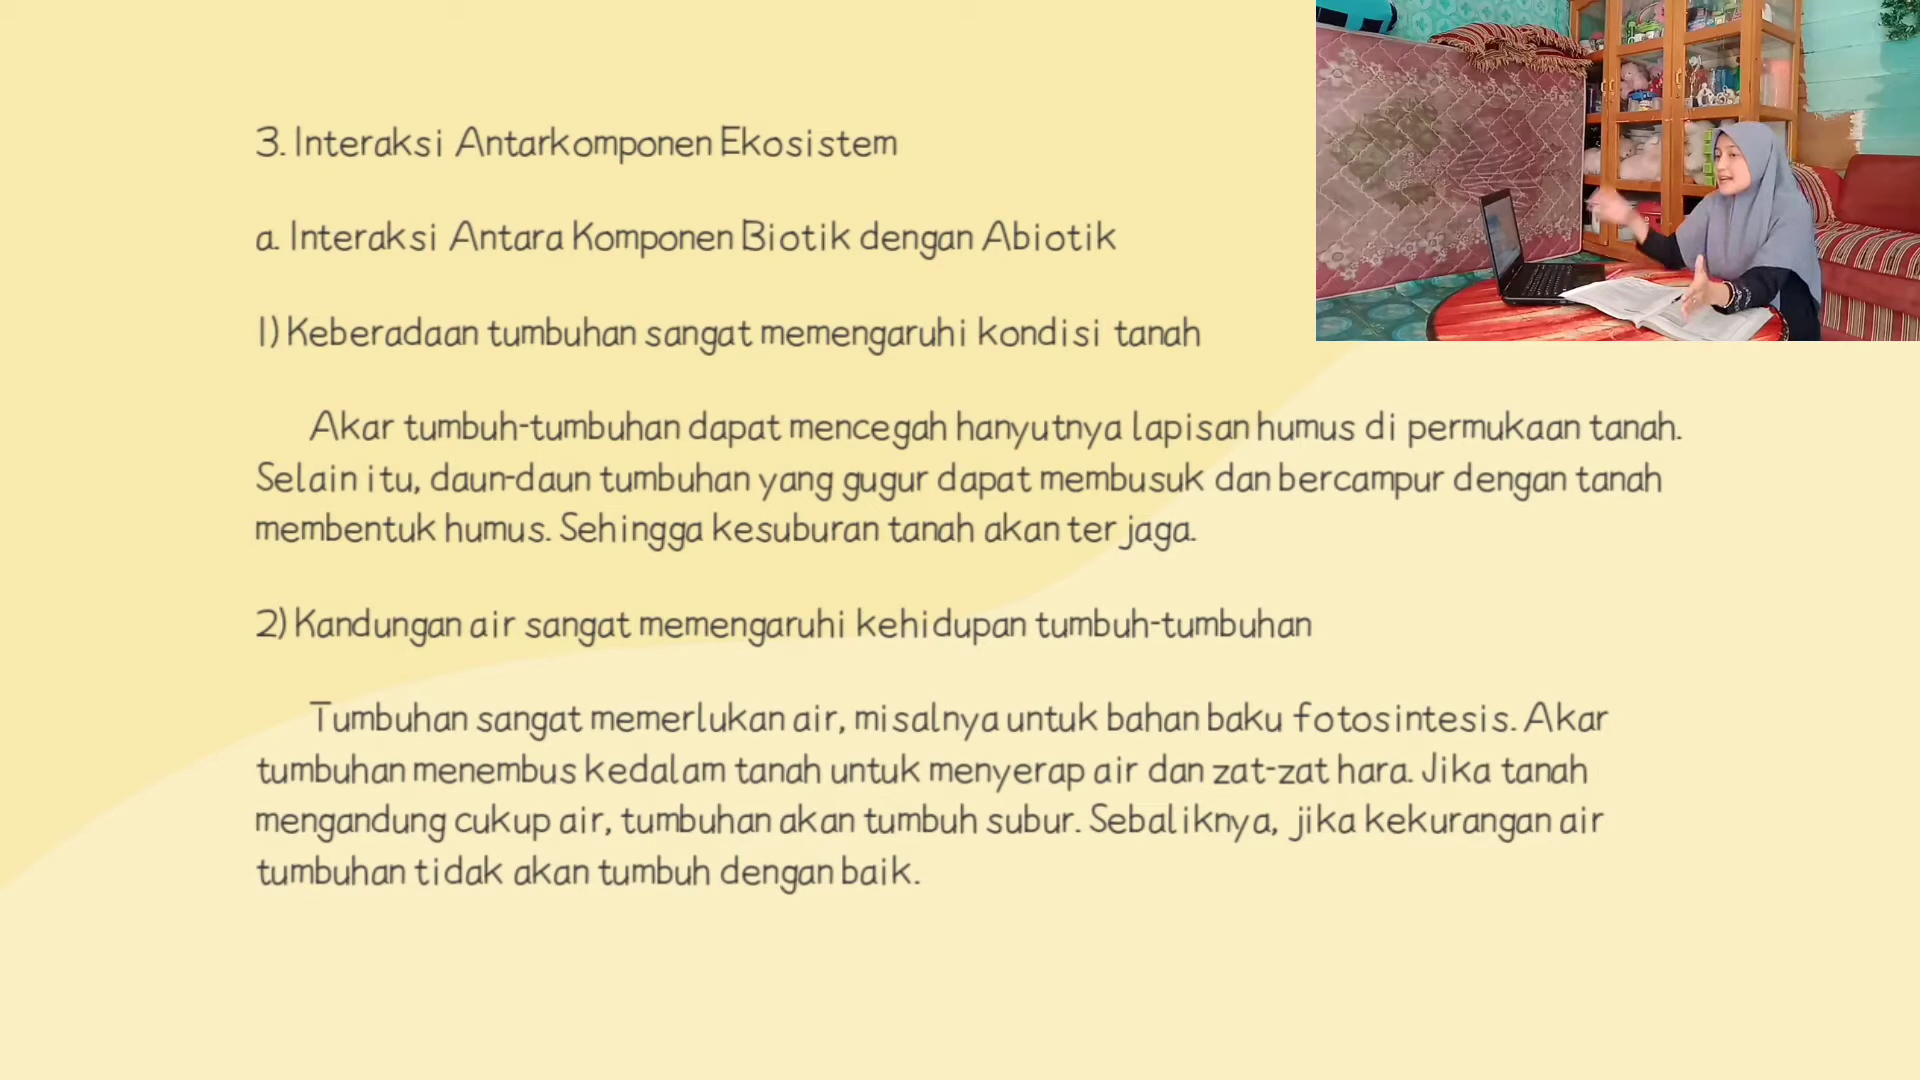 3. Interaksi Antarkomponen Ekosistem
a. Interaksi Antara Komponen Biotik dengan Abiotik
1) Keberadaan tumbuhan sangat memengaruhi kondisi tanah
Akar tumbuh-tumbuhan dapat mencegah hanyutnya lapisan humus di permukaan tanah.
Selain itu, daun-daun tumbuhan yang gugur dapat membusuk dan bercampur dengan tanah
membentuk humus. Sehingga kesuburan tanah akan terjaga.
2) Kandungan air sangat memengaruhi kehidupan tumbuh-tumbuhan
Tumbuhan sangat memerlukan air, misalnya untuk bahan baku fotosintesis. Akar
tumbuhan menembus kedalam tanah untuk menyerap air dan zat-zat hara. Jika tanah
mengandung cukup air, tumbuhan akan tumbuh subur. Sebaliknya, jika kekurangan air
tumbuhan tidak akan tumbuh dengan baik.